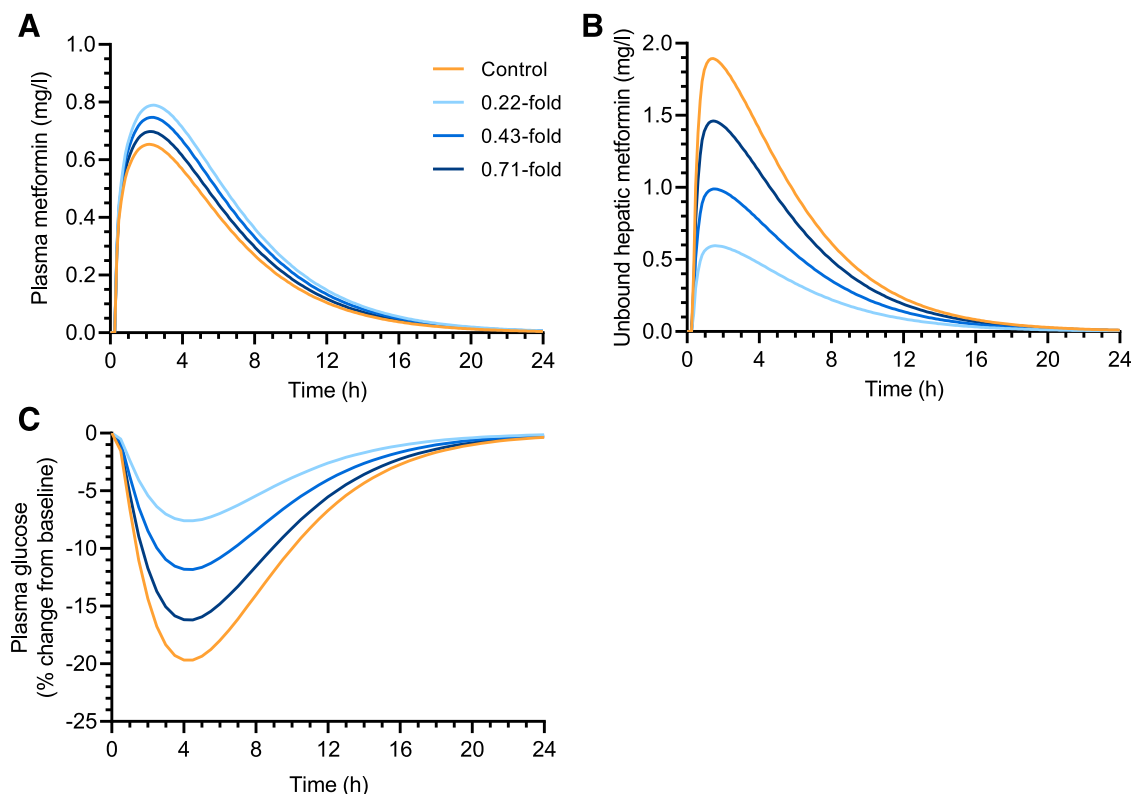 A
Plasma metformin (mg/l)
1.0
0.8
0.6
0.4
0.2
0.0
0 4 8 12 16 20 24
Time (h)
Control
0.22-fold
0.43-fold
0.71-fold
B
Unbound hepatic metformin (mg/l)
2.0
1.5
1.0
0.5
0.0
0 4 8 12 16 20 24
Time (h)
C
Plasma glucose
(% change from baseline)
0
-5
-10
-15
-20
-25
0 4 8 12 16 20 24
Time (h)